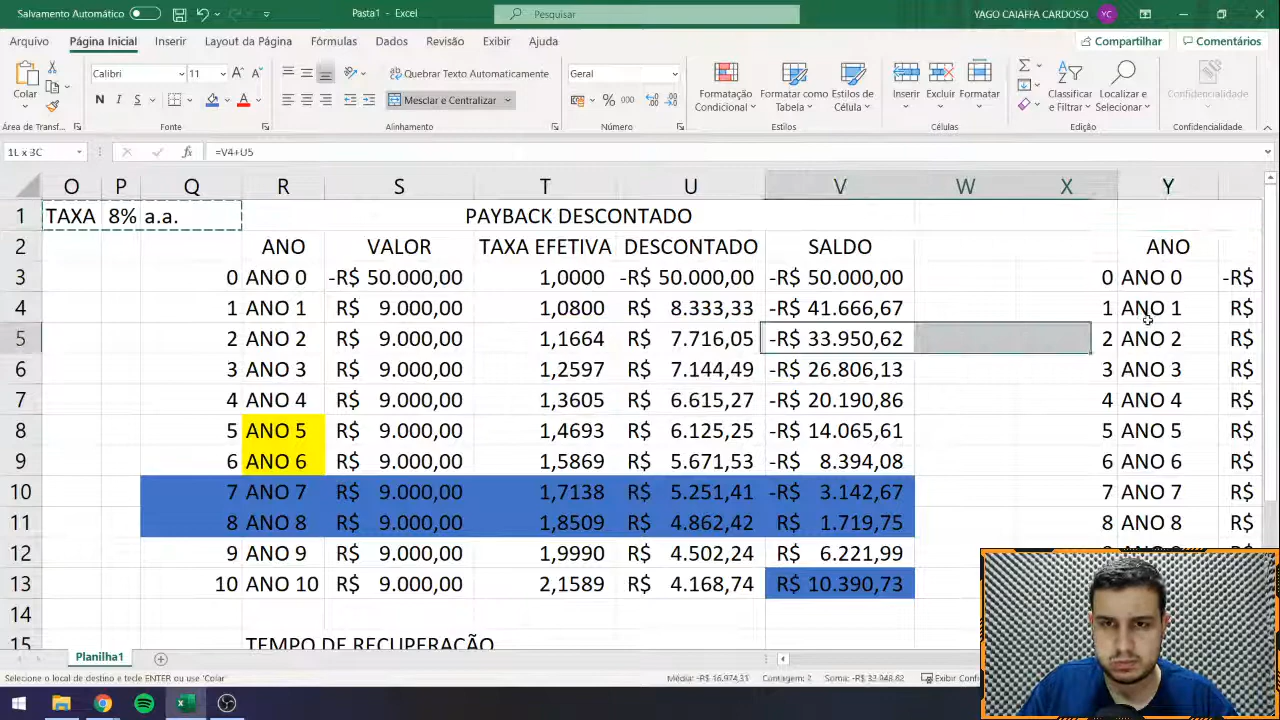 Salvamento Automático
Pasta1 - Excel
Pesquisar
YAGO CAIAFFA CARDOSO YC
Arquivo Página Inicial Inserir Layout da Página Fórmulas Dados Revisão Exibir Ajuda Compartilhar Comentários
Colar
Calibri 11
N I S
Quebrar Texto Automaticamente
Mesclar e Centralizar
Geral
% 000
Formatação Condicional
Formatar como Tabela
Estilos de Célula
Inserir Excluir Formatar
Classificar e Filtrar
Localizar e Selecionar
Confidencialidade
Área de Transf... Fonte Alinhamento Número Estilos Células Edição Confidencialidade
1L x 3C =V4+U5
O P Q R S T U V W X Y
1 TAXA 8% a.a. PAYBACK DESCONTADO
2 ANO VALOR TAXA EFETIVA DESCONTADO SALDO ANO
3 0 ANO 0 -R$ 50.000,00 1,0000 -R$ 50.000,00 -R$ 50.000,00 0 ANO 0 -R$
4 1 ANO 1 R$ 9.000,00 1,0800 R$ 8.333,33 -R$ 41.666,67 1 ANO 1 R$
5 2 ANO 2 R$ 9.000,00 1,1664 R$ 7.716,05 -R$ 33.950,62 2 ANO 2 R$
6 3 ANO 3 R$ 9.000,00 1,2597 R$ 7.144,49 -R$ 26.806,13 3 ANO 3 R$
7 4 ANO 4 R$ 9.000,00 1,3605 R$ 6.615,27 -R$ 20.190,86 4 ANO 4 R$
8 5 ANO 5 R$ 9.000,00 1,4693 R$ 6.125,25 -R$ 14.065,61 5 ANO 5 R$
9 6 ANO 6 R$ 9.000,00 1,5869 R$ 5.671,53 -R$ 8.394,08 6 ANO 6 R$
10 7 ANO 7 R$ 9.000,00 1,7138 R$ 5.251,41 -R$ 3.142,67 7 ANO 7 R$
11 8 ANO 8 R$ 9.000,00 1,8509 R$ 4.862,42 R$ 1.719,75 8 ANO 8 R$
12 9 ANO 9 R$ 9.000,00 1,9990 R$ 4.502,24 R$ 6.221,99
13 10 ANO 10 R$ 9.000,00 2,1589 R$ 4.168,74 R$ 10.390,73
14
15 TEMPO DE RECUPERAÇÃO
Planilha1
Selecione o local de destino e tecle ENTER ou use 'Colar' Contagem: 2 Exibir